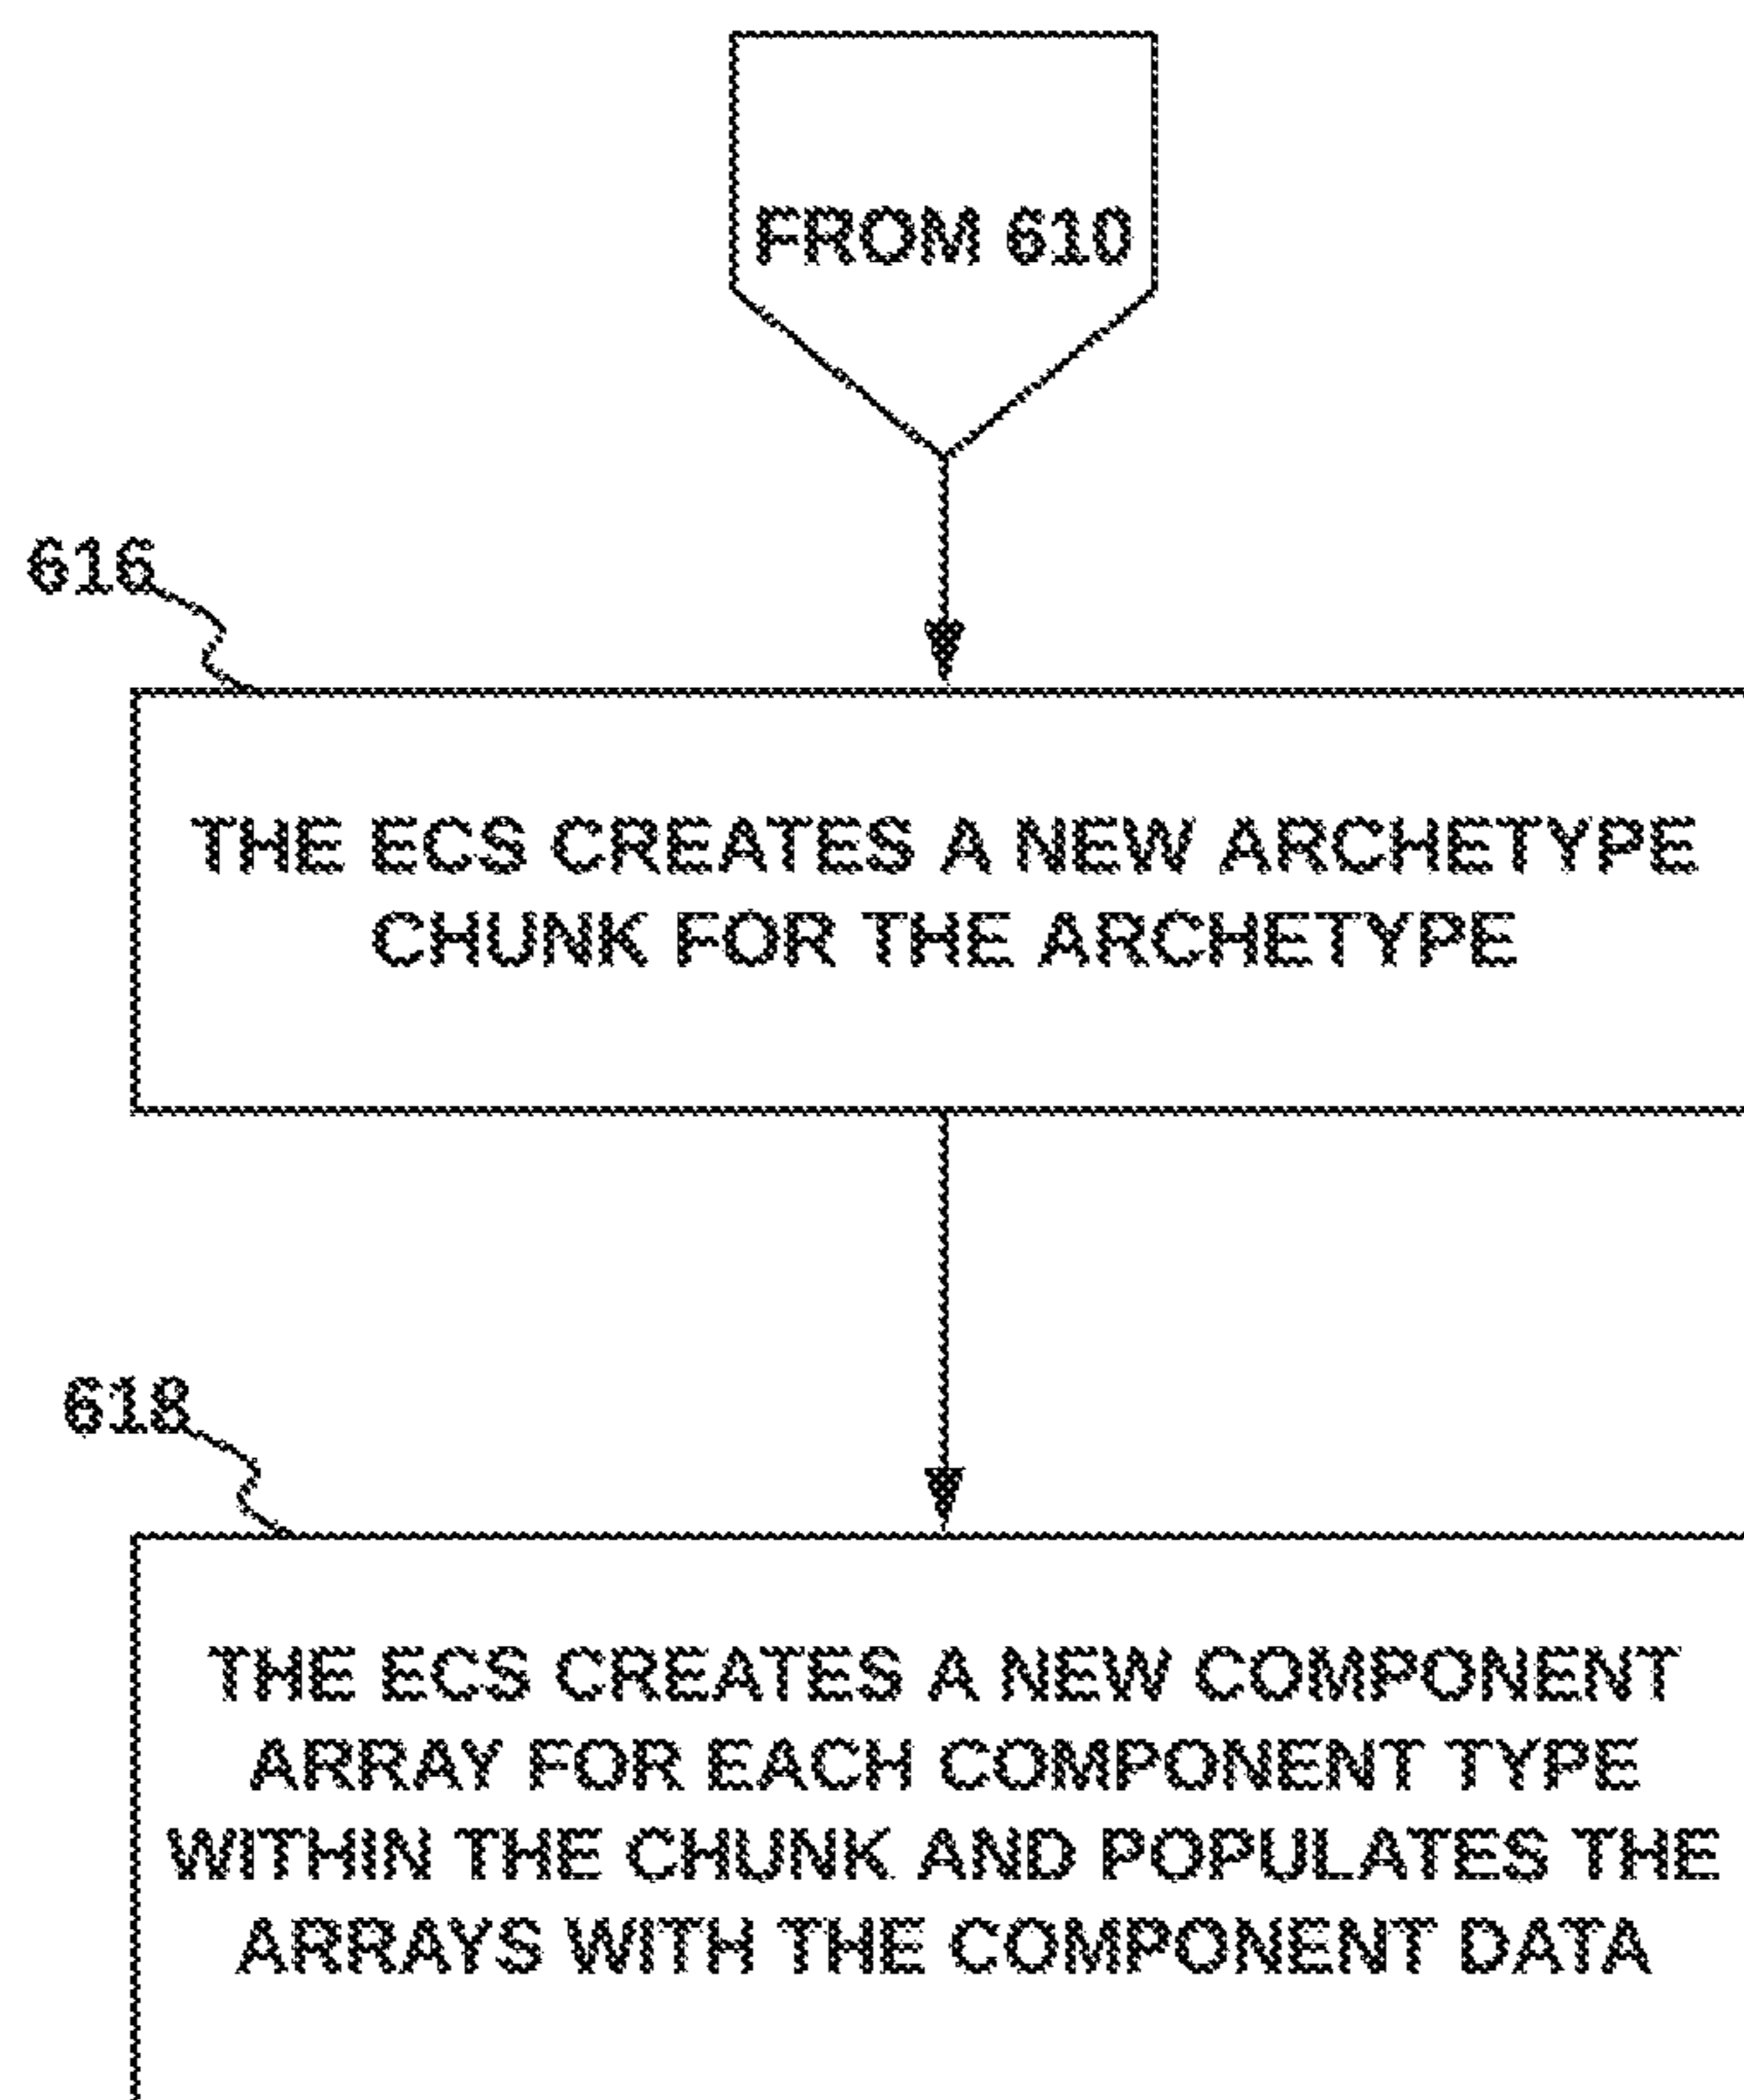 FROM 610
616
THE ECS CREATES A NEW ARCHETYPE
CHUNK FOR THE ARCHETYPE
618
THE ECS CREATES A NEW COMPONENT
ARRAY FOR EACH COMPONENT TYPE
WITHIN THE CHUNK AND POPULATES THE
ARRAYS WITH THE COMPONENT DATA